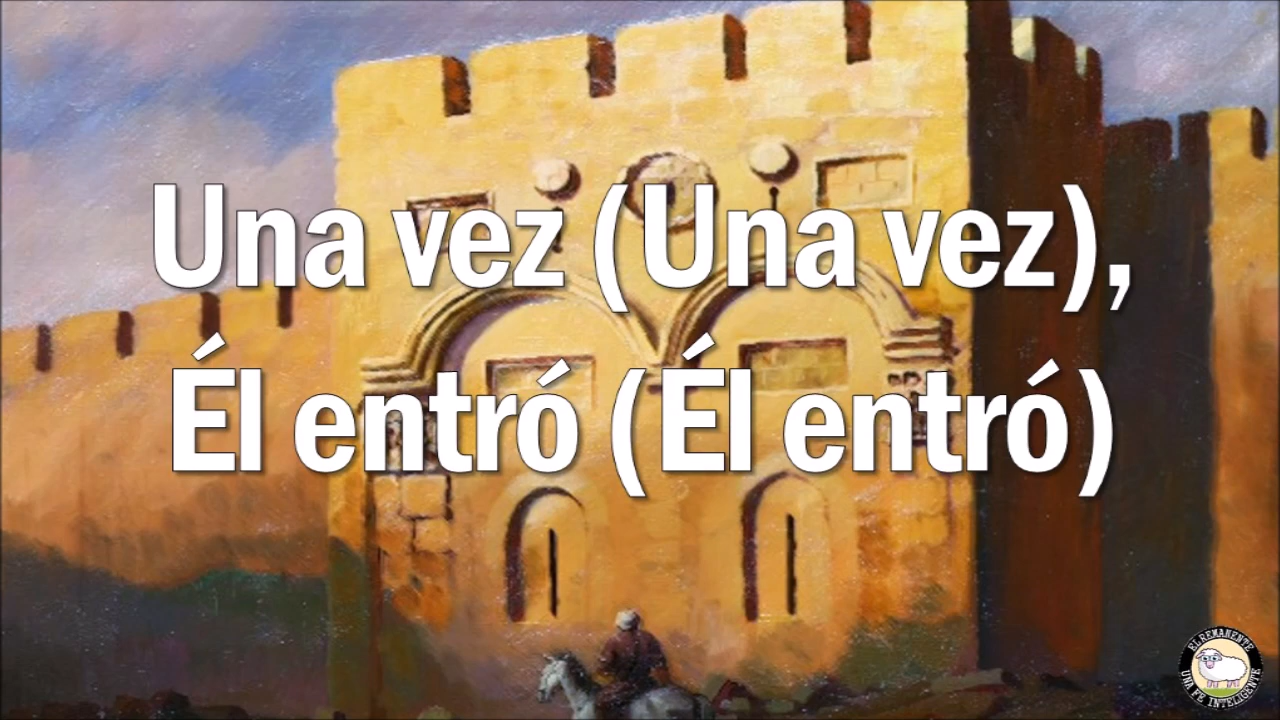 Una vez (Una vez),
Él entró (Él entró)
EL REMANENTE
UNA FE INTELIGENTE